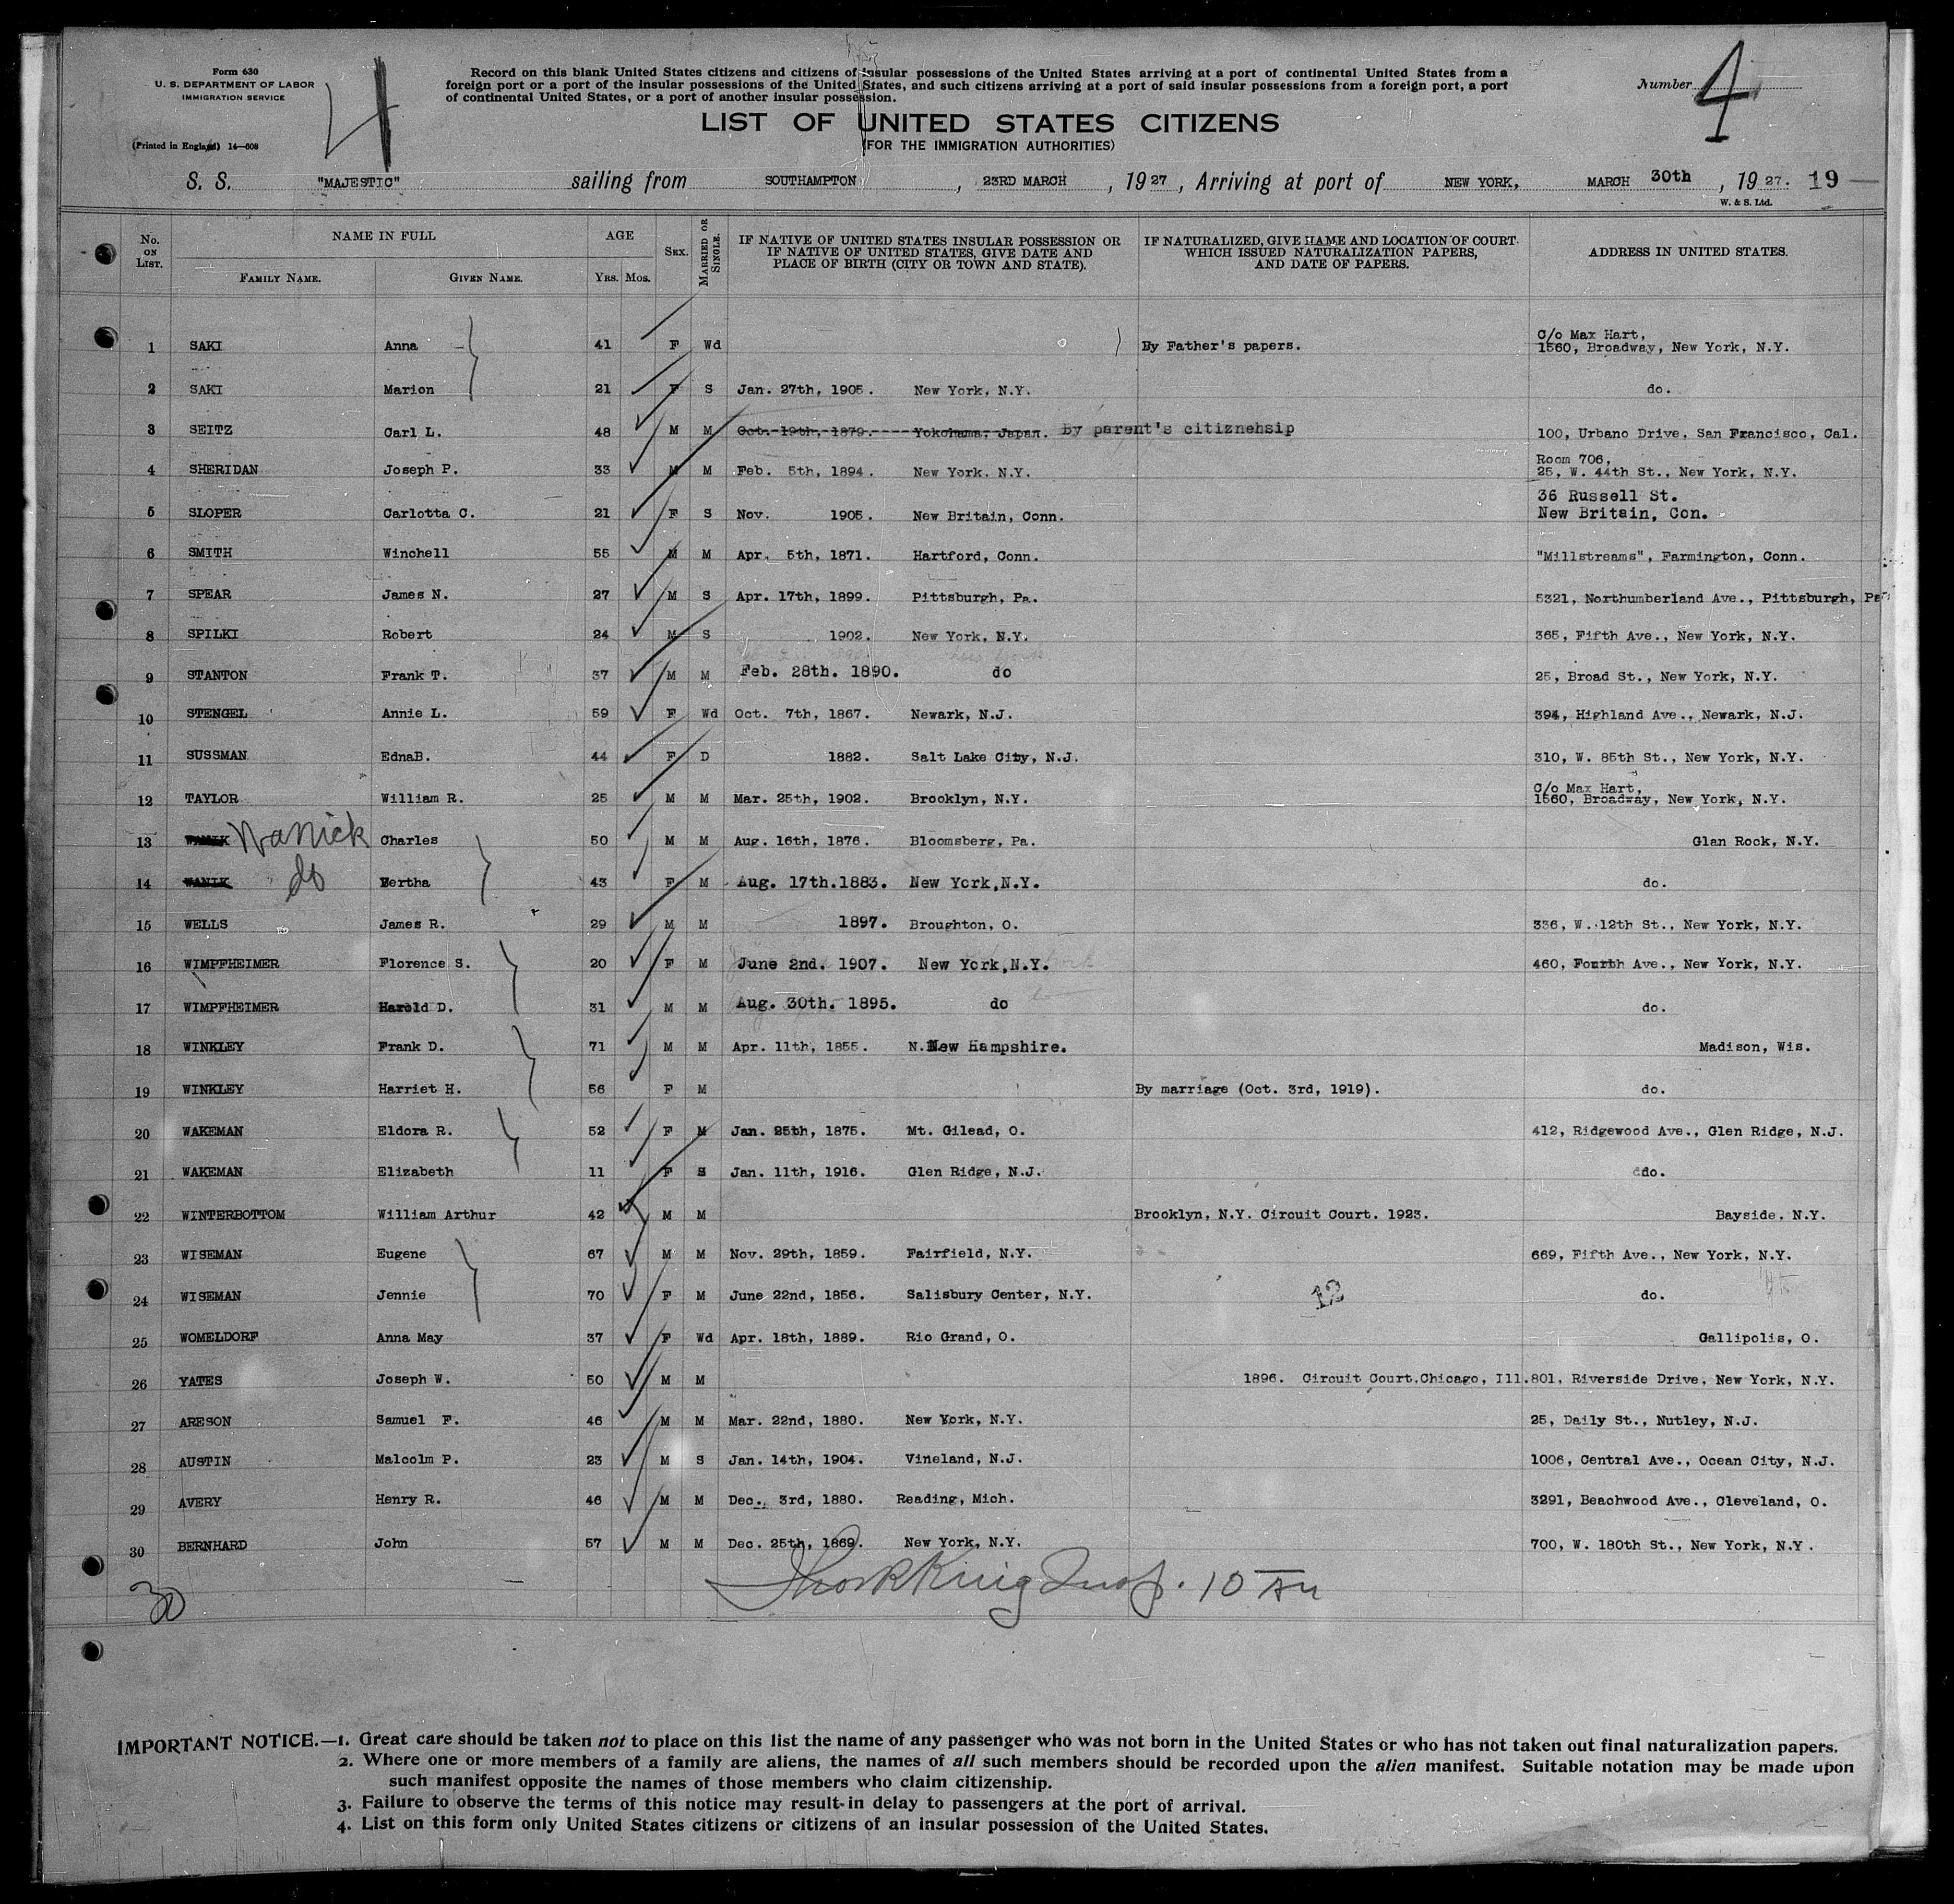 Form 630
U. S. DEPARTMENT OF LABOR
IMMIGRATION SERVICE
(Printed in England) 14—608
4
Record on this blank United States citizens and citizens of insular possessions of the United States arriving at a port of continental United States from a
foreign port or a port of the insular possessions of the United States, and such citizens arriving at a port of said insular possessions from a foreign port, a port
of continental United States, or a port of another insular possession.
Number 4
LIST OF UNITED STATES CITIZENS
(FOR THE IMMIGRATION AUTHORITIES)
S. S. "MAJESTIC" sailing from SOUTHAMPTON , 23RD MARCH , 1927 , Arriving at port of NEW YORK, MARCH 30th , 1927. 19
W. & S. Ltd.
No. ON LIST. NAME IN FULL FAMILY NAME. GIVEN NAME. AGE YRS. MOS. SEX. MARRIED OR SINGLE. IF NATIVE OF UNITED STATES INSULAR POSSESSION OR IF NATIVE OF UNITED STATES, GIVE DATE AND PLACE OF BIRTH (CITY OR TOWN AND STATE). IF NATURALIZED, GIVE NAME AND LOCATION OF COURT WHICH ISSUED NATURALIZATION PAPERS, AND DATE OF PAPERS. ADDRESS IN UNITED STATES.
1 SAKI Anna 41 F Wd By Father's papers. C/o Max Hart, 1560, Broadway, New York, N.Y.
2 SAKI Marion 21 F S Jan. 27th, 1905. New York, N.Y. do.
3 SEITZ Carl L. 48 M M Oct. 19th, 1879. Yokohama, Japan. By parent's citiznehsip 100, Urbano Drive, San Francisco, Cal.
4 SHERIDAN Joseph P. 33 M M Feb. 5th, 1894. New York. N.Y. Room 706, 25, W. 44th St., New York, N.Y.
5 SLOPER Carlotta C. 21 F S Nov. 1905. New Britain, Conn. 36 Russell St. New Britain, Con.
6 SMITH Winchell 55 M M Apr. 5th, 1871. Hartford, Conn. "Millstreams", Farmington, Conn.
7 SPEAR James N. 27 M S Apr. 17th, 1899. Pittsburgh, Pa. 5321, Northumberland Ave., Pittsburgh, Pa
8 SPILKI Robert 24 M S 1902. New York, N.Y. 365, Fifth Ave., New York, N.Y.
9 STANTON Frank T. 37 M M Feb. 28th. 1890. do 25, Broad St., New York, N.Y.
10 STENGEL Annie L. 59 F Wd Oct. 7th, 1867. Newark, N.J. 394, Highland Ave., Newark, N.J.
11 SUSSMAN EdnaB. 44 F D 1882. Salt Lake City, N.J. 310, W. 85th St., New York, N.Y.
12 TAYLOR William R. 25 M M Mar. 25th, 1902. Brooklyn, N.Y. C/o Max Hart, 1560, Broadway, New York, N.Y.
13 WANIK Charles 50 M M Aug. 16th, 1876. Bloomsberg, Pa. Glan Rock, N.Y.
14 WANIK do Bertha 43 F M Aug. 17th.1883. New York,N.Y. do.
15 WELLS James R. 29 M M 1897. Broughton, O. 336, W. 12th St., New York, N.Y.
16 WIMPFHEIMER Florence S. 20 F M June 2nd. 1907. New York,N.Y. 460, Fourth Ave., New York, N.Y.
17 WIMPFHEIMER Harold D. 31 M M Aug. 30th. 1895. do do.
18 WINKLEY Frank D. 71 M M Apr. 11th, 1855. N.New Hampshire. Madison, Wis.
19 WINKLEY Harriet H. 56 F M By marriage (Oct. 3rd, 1919). do.
20 WAKEMAN Eldora R. 52 F M Jan. 25th, 1875. Mt. Gilead, O. 412, Ridgewood Ave., Glen Ridge, N.J.
21 WAKEMAN Elizabeth 11 F S Jan. 11th, 1916. Glen Ridge, N.J. ddo.
22 WINTERBOTTOM William Arthur 42 M M Brooklyn, N.Y. Circuit Court. 1923. Bayside, N.Y.
23 WISEMAN Eugene 67 M M Nov. 29th, 1859. Fairfield, N.Y. 669, Fifth Ave., New York, N.Y.
24 WISEMAN Jennie 70 F M June 22nd, 1856. Salisbury Center, N.Y. 12 do.
25 WOMELDORF Anna May 37 F Wd Apr. 18th, 1889. Rio Grand, O. Gallipolis, O.
26 YATES Joseph W. 50 M M 1896. Circuit Court,Chicago, Ill. 801, Riverside Drive, New York, N.Y.
27 ARESON Samuel F. 46 M M Mar. 22nd, 1880. New York, N.Y. 25, Daily St., Nutley, N.J.
28 AUSTIN Malcolm P. 23 M S Jan. 14th, 1904. Vineland, N.J. 1006, Central Ave., Ocean City, N.J.
29 AVERY Henry R. 46 M M Dec. 3rd, 1880. Reading, Mich. 3291, Beachwood Ave., Cleveland, O.
30 BERNHARD John 57 M M Dec. 25th, 1869. New York, N.Y. 700, W. 180th St., New York, N.Y.
30 King Insp. 10
IMPORTANT NOTICE.—1. Great care should be taken not to place on this list the name of any passenger who was not born in the United States or who has not taken out final naturalization papers.
2. Where one or more members of a family are aliens, the names of all such members should be recorded upon the alien manifest. Suitable notation may be made upon
such manifest opposite the names of those members who claim citizenship.
3. Failure to observe the terms of this notice may result in delay to passengers at the port of arrival.
4. List on this form only United States citizens or citizens of an insular possession of the United States.